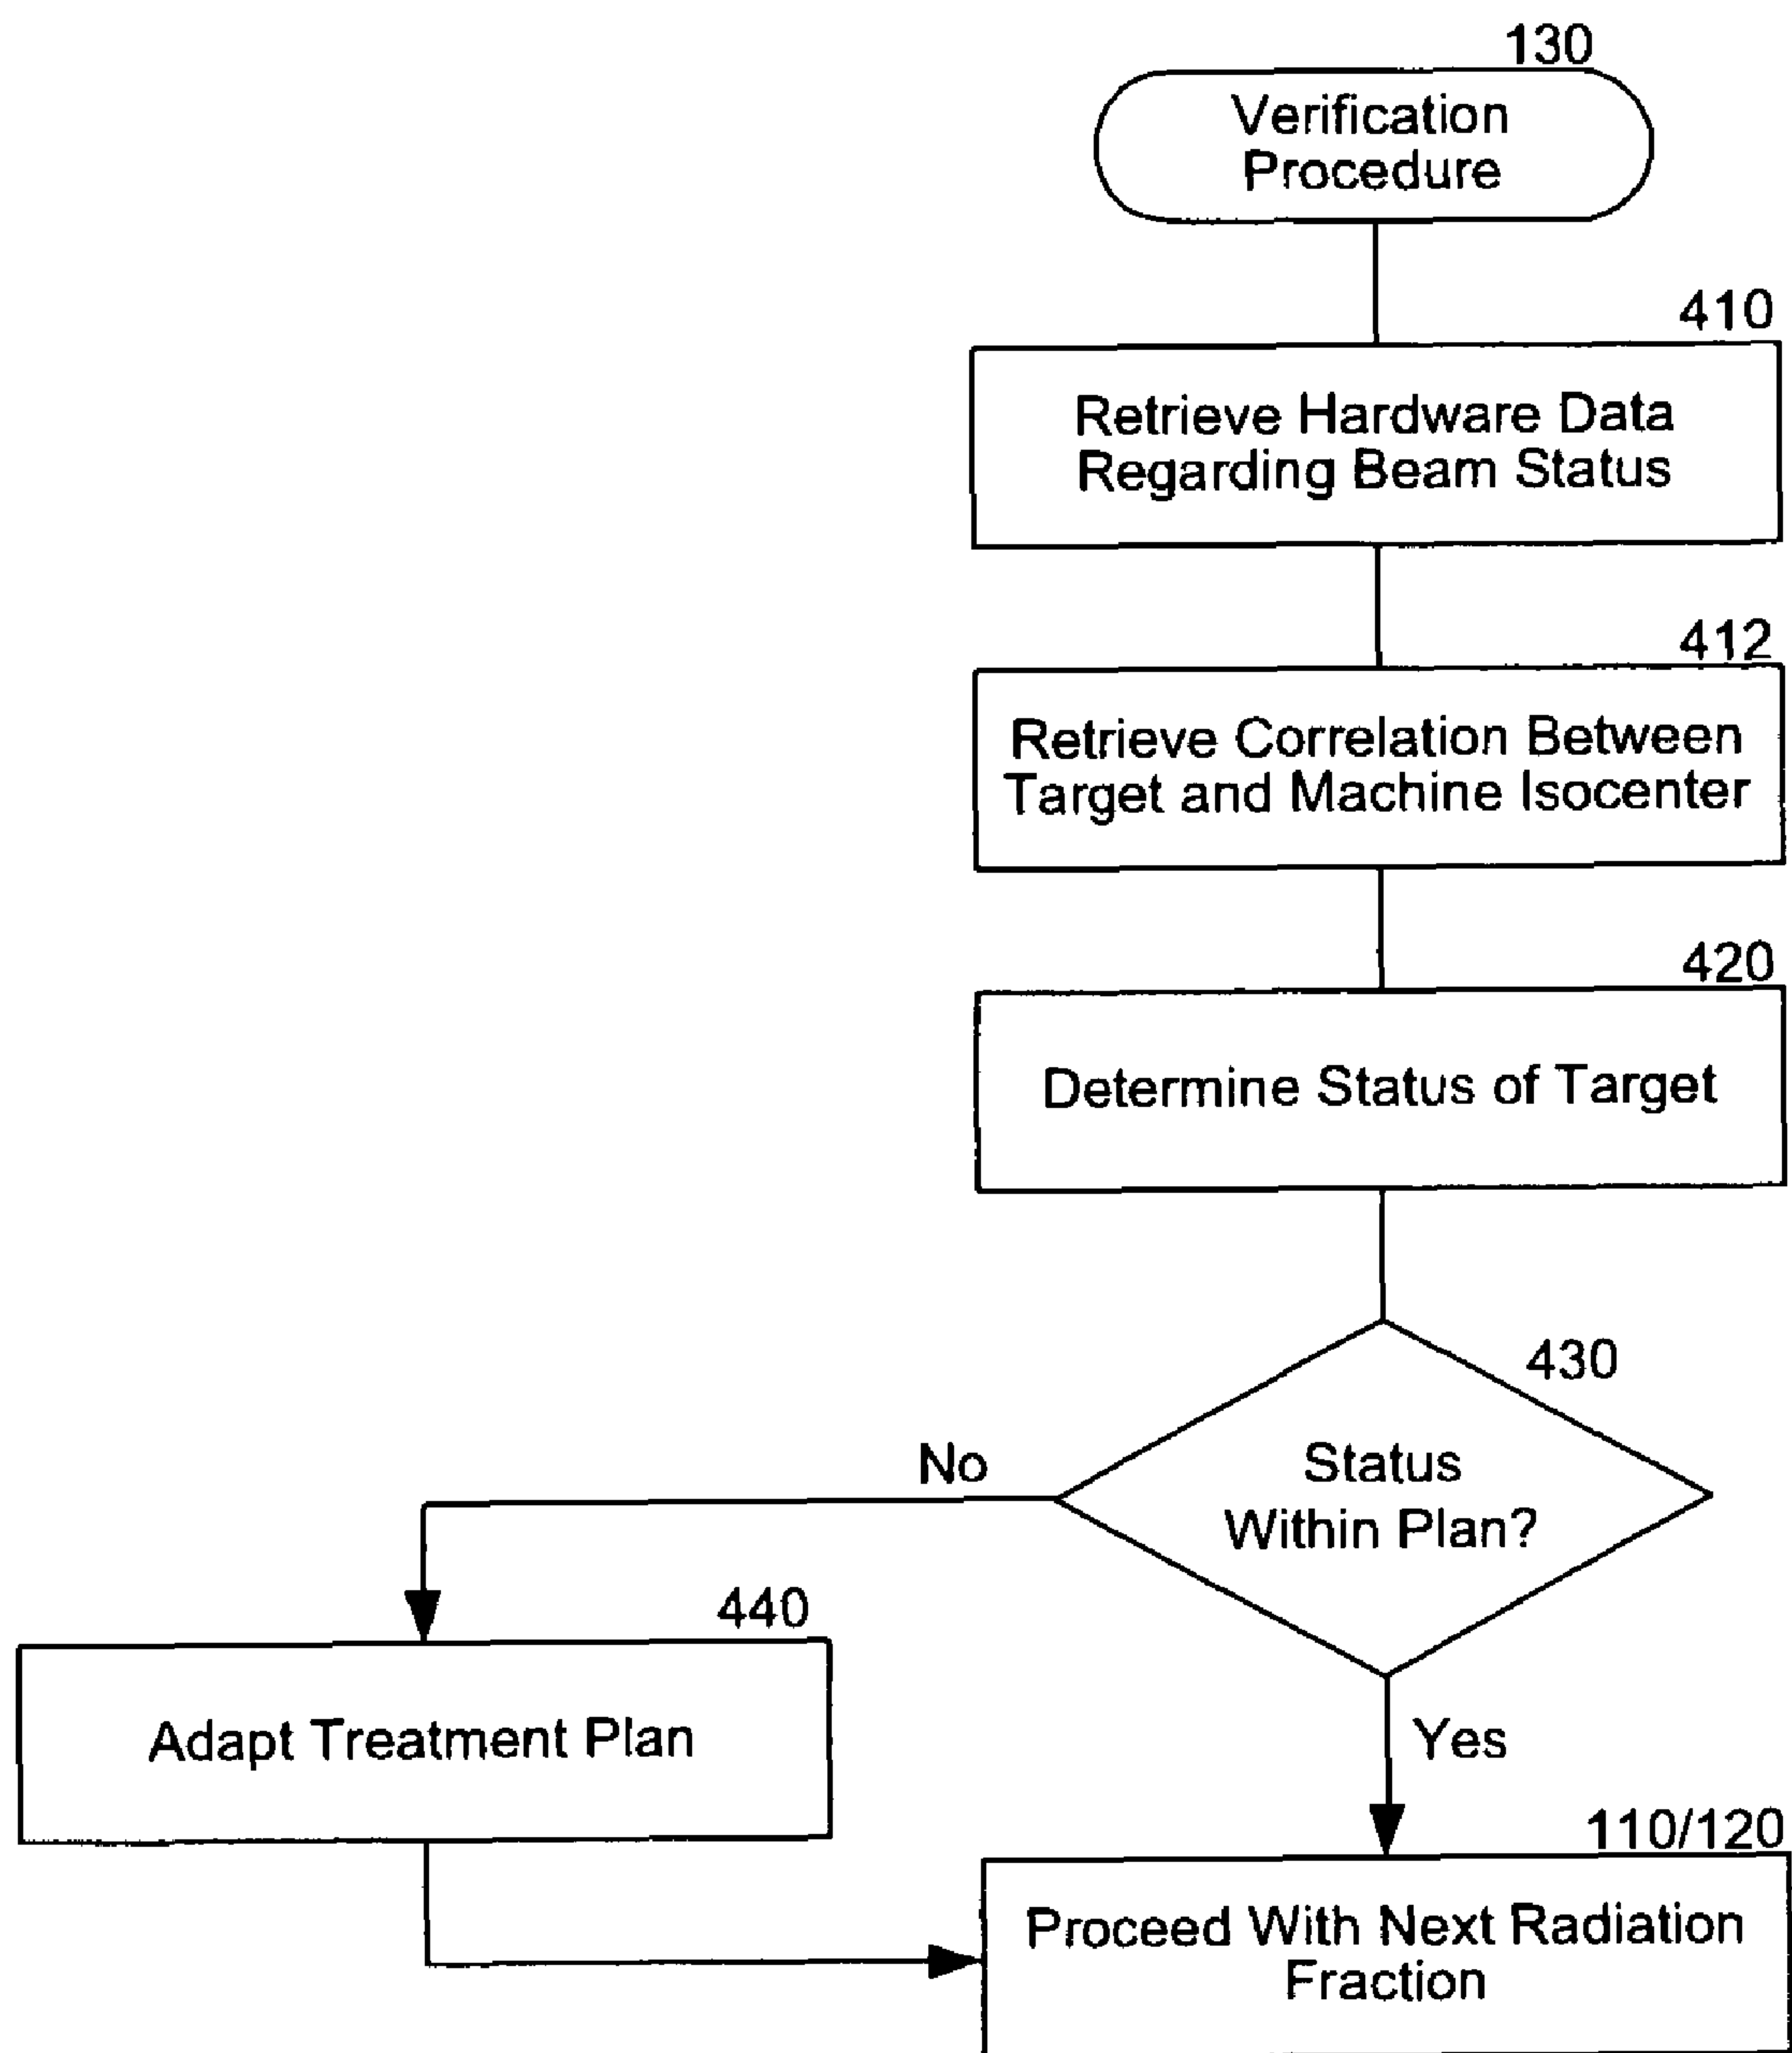 130
Verification
Procedure
410
Retrieve Hardware Data
Regarding Beam Status
412
Retrieve Correlation Between
Target and Machine Isocenter
420
Determine Status of Target
430
Status
Within Plan?
No
440
Adapt Treatment Plan
Yes
110/120
Proceed With Next Radiation
Fraction